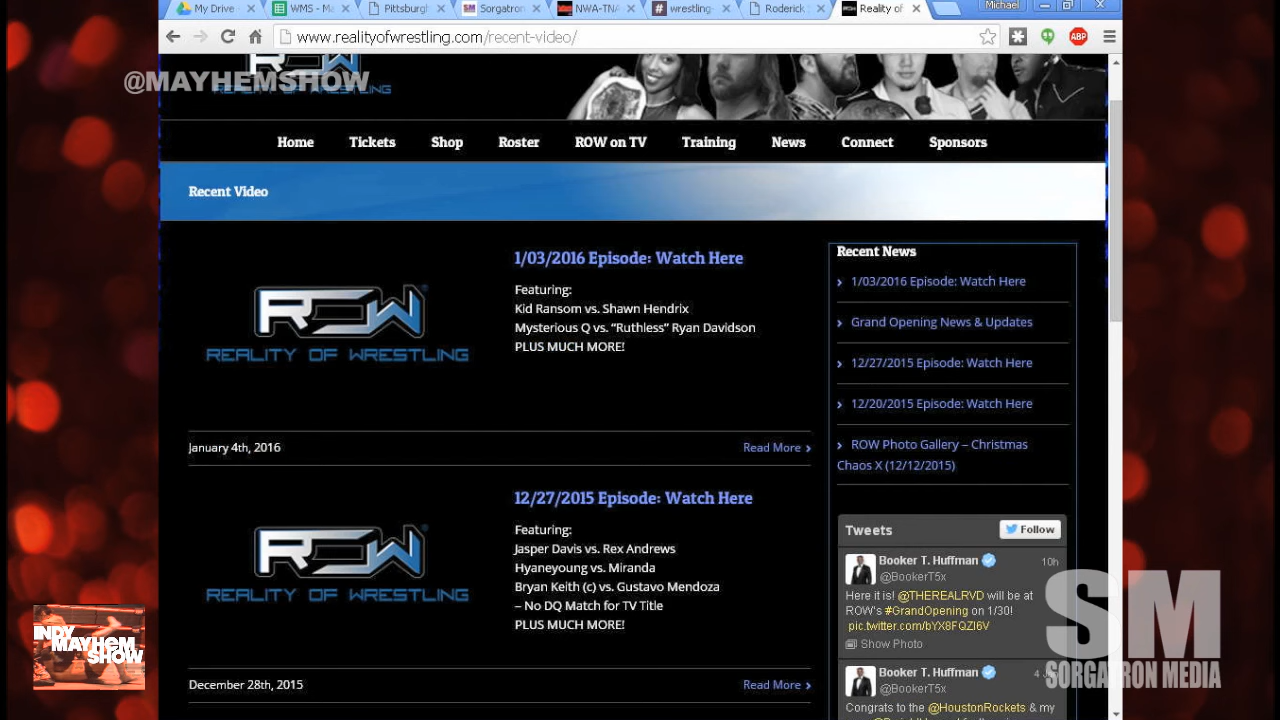 My Drive
WMS - M
Pittsburgh
Sorgatron
NWA-TNA
wrestling-
Roderick
Reality of
Michael
www.realityofwrestling.com/recent-video/
ABP
@MAYHEMSHOW
REALITY OF WRESTLING
Home
Tickets
Shop
Roster
ROW on TV
Training
News
Connect
Sponsors
Recent Video
ROW
REALITY OF WRESTLING
1/03/2016 Episode: Watch Here
Featuring:
Kid Ransom vs. Shawn Hendrix
Mysterious Q vs. “Ruthless” Ryan Davidson
PLUS MUCH MORE!
January 4th, 2016
Read More
ROW
REALITY OF WRESTLING
12/27/2015 Episode: Watch Here
Featuring:
Jasper Davis vs. Rex Andrews
Hyaneyoung vs. Miranda
Bryan Keith (c) vs. Gustavo Mendoza
– No DQ Match for TV Title
PLUS MUCH MORE!
December 28th, 2015
Read More
Recent News
1/03/2016 Episode: Watch Here
Grand Opening News & Updates
12/27/2015 Episode: Watch Here
12/20/2015 Episode: Watch Here
ROW Photo Gallery – Christmas
Chaos X (12/12/2015)
Tweets
Follow
Booker T. Huffman
10h
@BookerT5x
Here it is! @THEREALRVD will be at
ROW's #GrandOpening on 1/30!
pic.twitter.com/bYX8FQZI6V
Show Photo
Booker T. Huffman
@BookerT5x
Congrats to the @HoustonRockets & my
INDY
MAYHEM
SHOW
SM
SORGATRON MEDIA